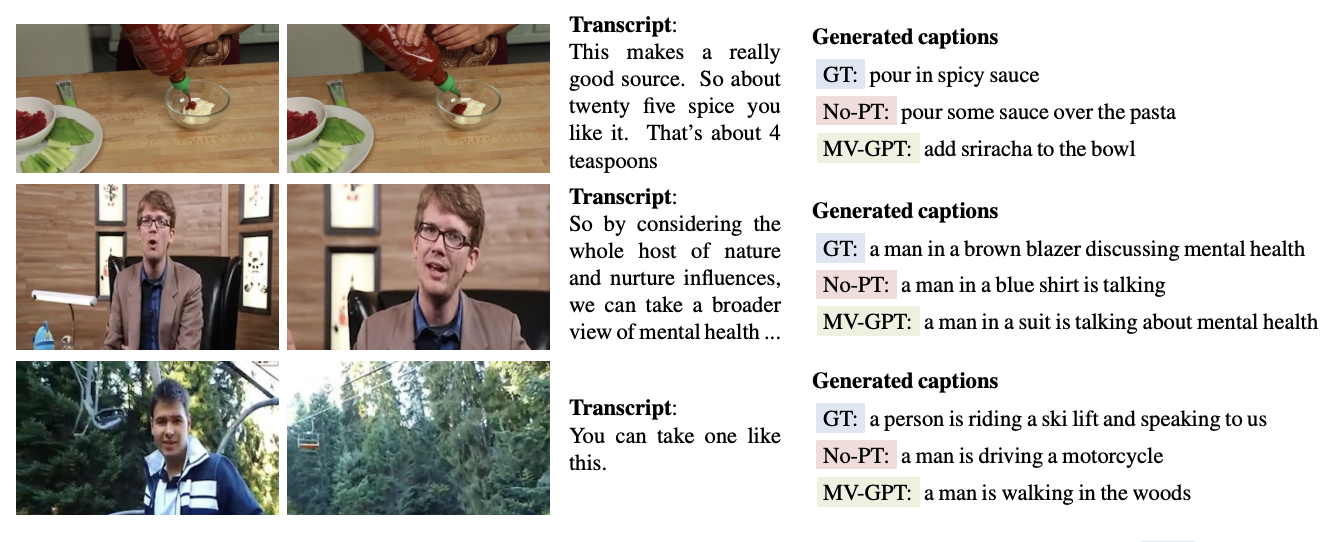 Transcript:
This makes a really
good source. So about
twenty five spice you
like it. That's about 4
teaspoons
Generated captions
GT: pour in spicy sauce
No-PT: pour some sauce over the pasta
MV-GPT: add sriracha to the bowl
Transcript:
So by considering the
whole host of nature
and nurture influences,
we can take a broader
view of mental health ...
Generated captions
GT: a man in a brown blazer discussing mental health
No-PT: a man in a blue shirt is talking
MV-GPT: a man in a suit is talking about mental health
Transcript:
You can take one like
this.
Generated captions
GT: a person is riding a ski lift and speaking to us
No-PT: a man is driving a motorcycle
MV-GPT: a man is walking in the woods